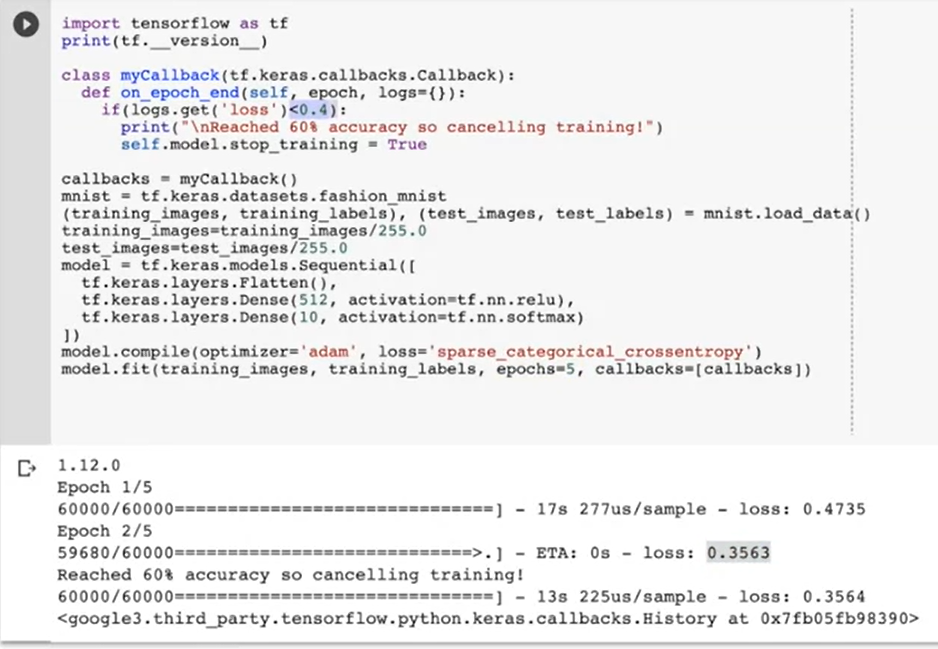 import tensorflow as tf
print(tf.__version__)
class myCallback(tf.keras.callbacks.Callback):
  def on_epoch_end(self, epoch, logs={}):
    if(logs.get('loss')<0.4):
      print("\nReached 60% accuracy so cancelling training!")
      self.model.stop_training = True
callbacks = myCallback()
mnist = tf.keras.datasets.fashion_mnist
(training_images, training_labels), (test_images, test_labels) = mnist.load_data()
training_images=training_images/255.0
test_images=test_images/255.0
model = tf.keras.models.Sequential([
  tf.keras.layers.Flatten(),
  tf.keras.layers.Dense(512, activation=tf.nn.relu),
  tf.keras.layers.Dense(10, activation=tf.nn.softmax)
])
model.compile(optimizer='adam', loss='sparse_categorical_crossentropy')
model.fit(training_images, training_labels, epochs=5, callbacks=[callbacks])
1.12.0
Epoch 1/5
60000/60000==============================] - 17s 277us/sample - loss: 0.4735
Epoch 2/5
59680/60000============================>.] - ETA: 0s - loss: 0.3563
Reached 60% accuracy so cancelling training!
60000/60000==============================] - 13s 225us/sample - loss: 0.3564
<google3.third_party.tensorflow.python.keras.callbacks.History at 0x7fb05fb98390>